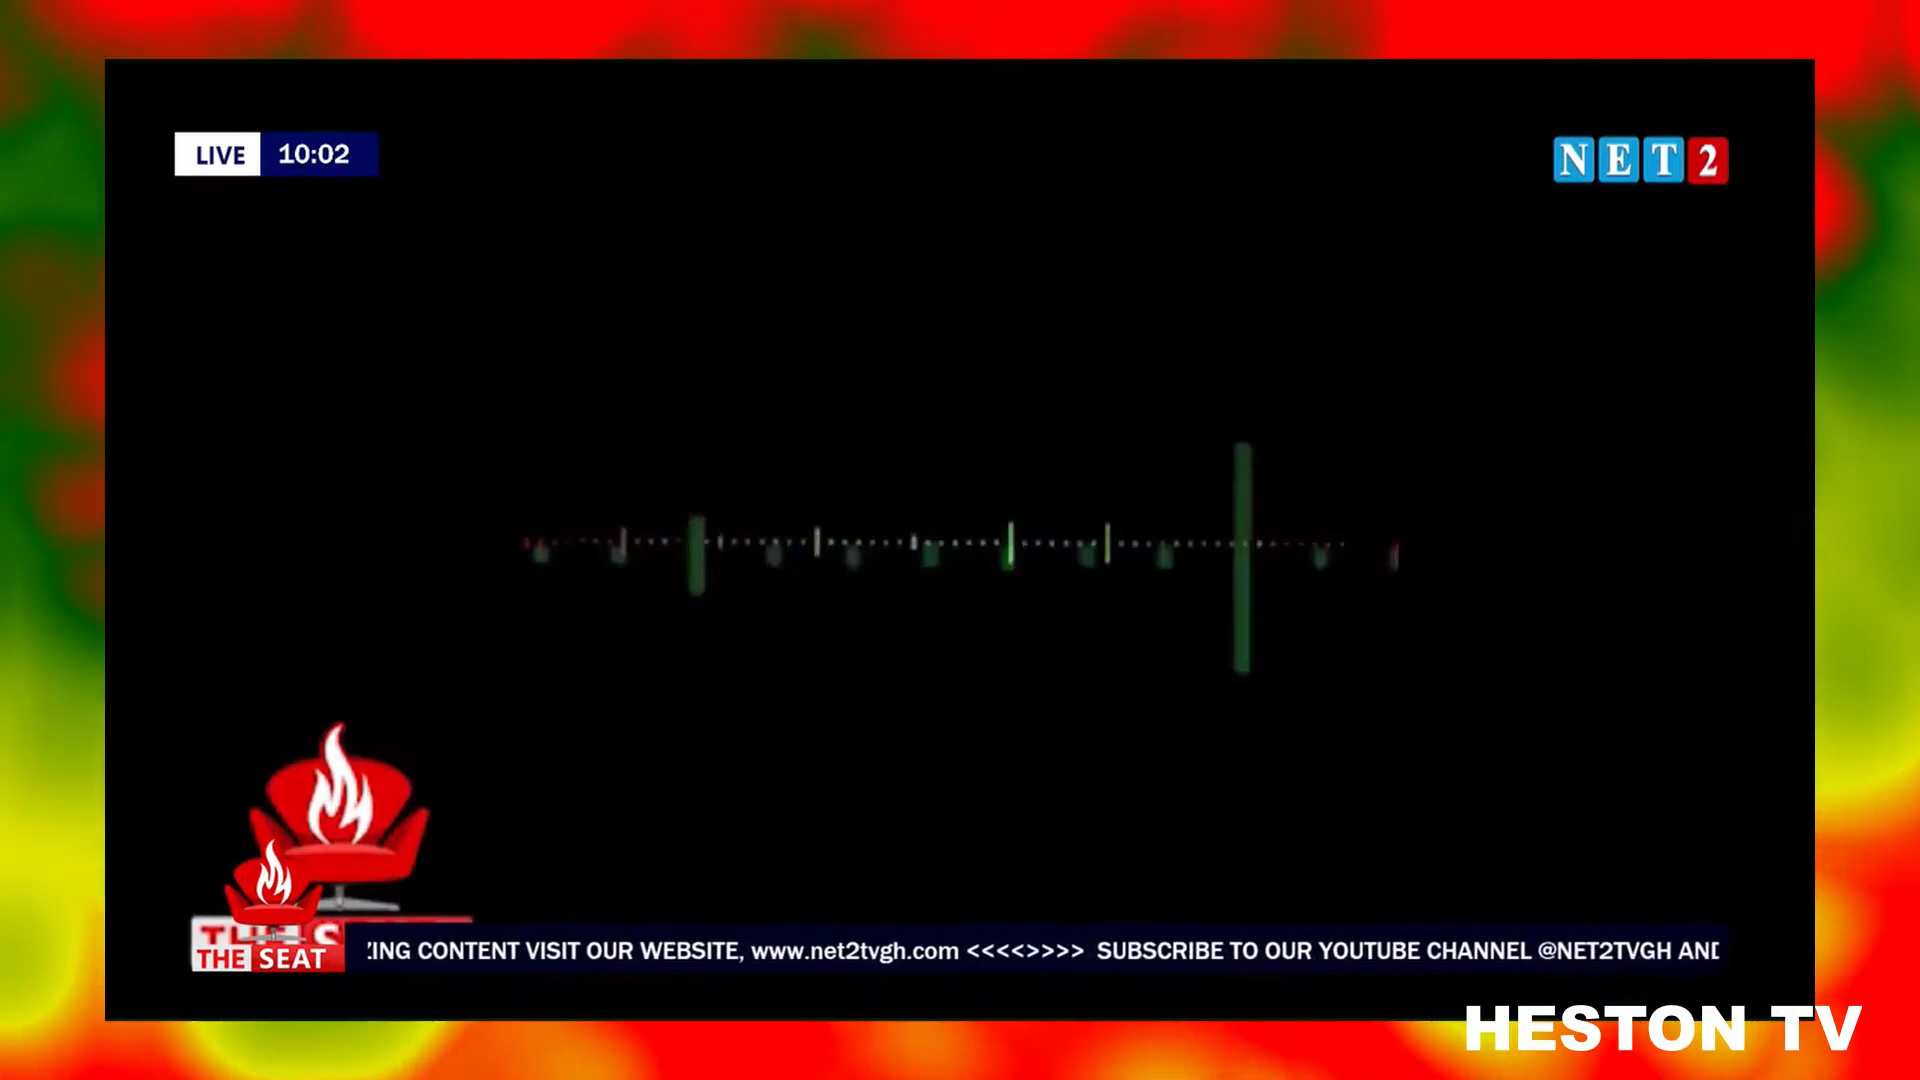 LIVE 10:02
NET2
THE SEAT
ING CONTENT VISIT OUR WEBSITE, www.net2tvgh.com <<<<>>>> SUBSCRIBE TO OUR YOUTUBE CHANNEL @NET2TVGH AND
HESTON TV